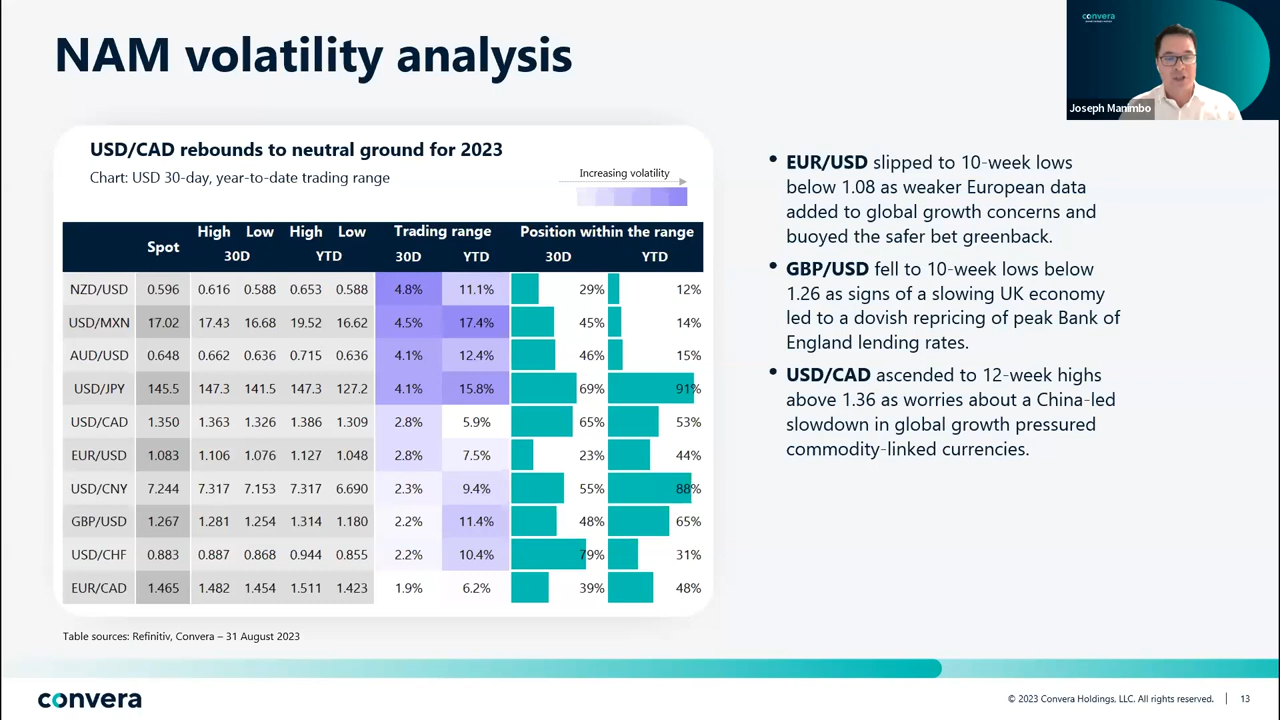 NAM volatility analysis
convera
Joseph Manimbo
USD/CAD rebounds to neutral ground for 2023
Chart: USD 30-day, year-to-date trading range
Increasing volatility
Spot High Low High Low Trading range Position within the range
30D YTD 30D YTD 30D YTD
NZD/USD 0.596 0.616 0.588 0.653 0.588 4.8% 11.1% 29% 12%
USD/MXN 17.02 17.43 16.68 19.52 16.62 4.5% 17.4% 45% 14%
AUD/USD 0.648 0.662 0.636 0.715 0.636 4.1% 12.4% 46% 15%
USD/JPY 145.5 147.3 141.5 147.3 127.2 4.1% 15.8% 69% 91%
USD/CAD 1.350 1.363 1.326 1.386 1.309 2.8% 5.9% 65% 53%
EUR/USD 1.083 1.106 1.076 1.127 1.048 2.8% 7.5% 23% 44%
USD/CNY 7.244 7.317 7.153 7.317 6.690 2.3% 9.4% 55% 88%
GBP/USD 1.267 1.281 1.254 1.314 1.180 2.2% 11.4% 48% 65%
USD/CHF 0.883 0.887 0.868 0.944 0.855 2.2% 10.4% 79% 31%
EUR/CAD 1.465 1.482 1.454 1.511 1.423 1.9% 6.2% 39% 48%
Table sources: Refinitiv, Convera – 31 August 2023
• EUR/USD slipped to 10-week lows
below 1.08 as weaker European data
added to global growth concerns and
buoyed the safer bet greenback.
• GBP/USD fell to 10-week lows below
1.26 as signs of a slowing UK economy
led to a dovish repricing of peak Bank of
England lending rates.
• USD/CAD ascended to 12-week highs
above 1.36 as worries about a China-led
slowdown in global growth pressured
commodity-linked currencies.
convera
© 2023 Convera Holdings, LLC. All rights reserved. | 13